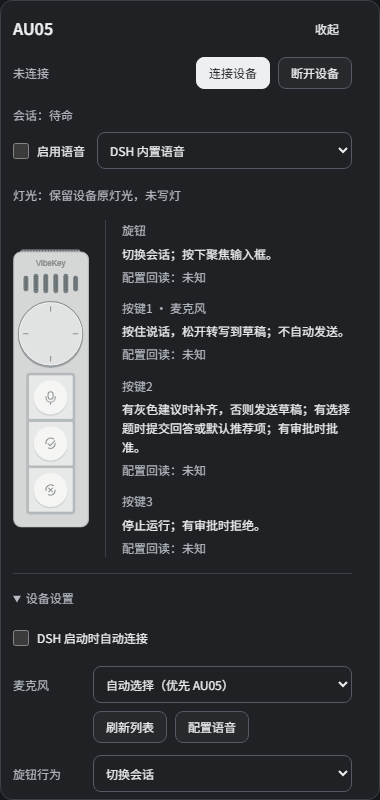 AU05
收起
未连接
连接设备
断开设备
会话：待命
启用语音
DSH 内置语音
灯光：保留设备原灯光，未写灯
VibeKey
旋钮
切换会话；按下聚焦输入框。
配置回读：未知
按键1 · 麦克风
按住说话，松开转写到草稿；不自动发送。
配置回读：未知
按键2
有灰色建议时补齐，否则发送草稿；有选择
题时提交回答或默认推荐项；有审批时批
准。
配置回读：未知
按键3
停止运行；有审批时拒绝。
配置回读：未知
▼ 设备设置
DSH 启动时自动连接
麦克风
自动选择（优先 AU05）
刷新列表
配置语音
旋钮行为
切换会话